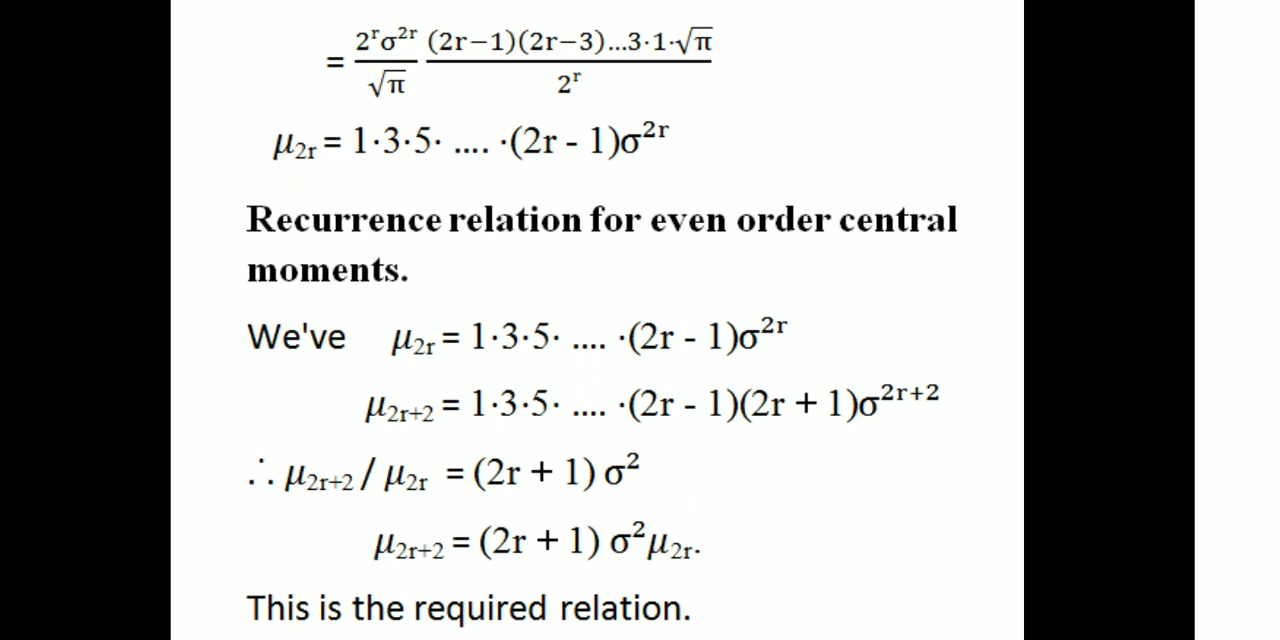 = 2ʳσ²ʳ/√π (2r−1)(2r−3)...3·1·√π/2ʳ
μ₂ᵣ = 1·3·5· .... ·(2r - 1)σ²ʳ
Recurrence relation for even order central
moments.
We've μ₂ᵣ = 1·3·5· .... ·(2r - 1)σ²ʳ
μ₂ᵣ₊₂ = 1·3·5· .... ·(2r - 1)(2r + 1)σ²ʳ⁺²
∴ μ₂ᵣ₊₂ / μ₂ᵣ = (2r + 1) σ²
μ₂ᵣ₊₂ = (2r + 1) σ²μ₂ᵣ.
This is the required relation.